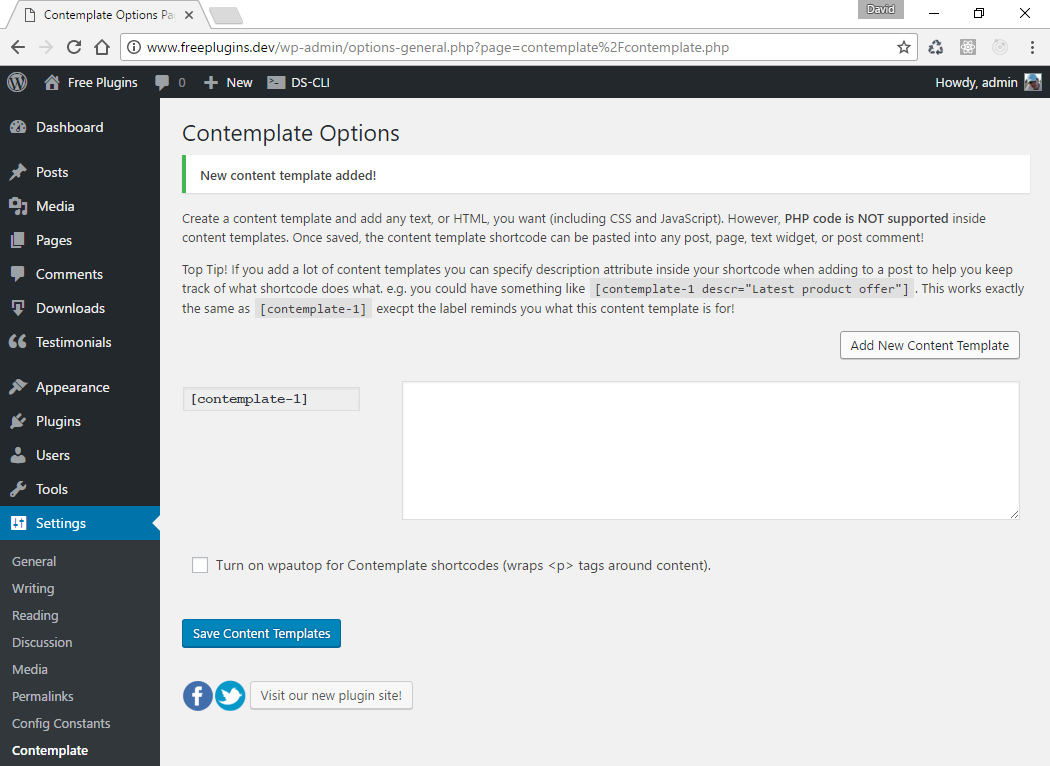 Contemplate Options Pa
David
www.freeplugins.dev/wp-admin/options-general.php?page=contemplate%2Fcontemplate.php
Free Plugins
0
New
DS-CLI
Howdy, admin
Dashboard
Posts
Media
Pages
Comments
Downloads
Testimonials
Appearance
Plugins
Users
Tools
Settings
General
Writing
Reading
Discussion
Media
Permalinks
Config Constants
Contemplate
Contemplate Options
New content template added!
Create a content template and add any text, or HTML, you want (including CSS and JavaScript). However, PHP code is NOT supported inside
content templates. Once saved, the content template shortcode can be pasted into any post, page, text widget, or post comment!
Top Tip! If you add a lot of content templates you can specify description attribute inside your shortcode when adding to a post to help you keep
track of what shortcode does what. e.g. you could have something like [contemplate-1 descr="Latest product offer"]. This works exactly
the same as [contemplate-1] execpt the label reminds you what this content template is for!
Add New Content Template
[contemplate-1]
Turn on wpautop for Contemplate shortcodes (wraps <p> tags around content).
Save Content Templates
Visit our new plugin site!